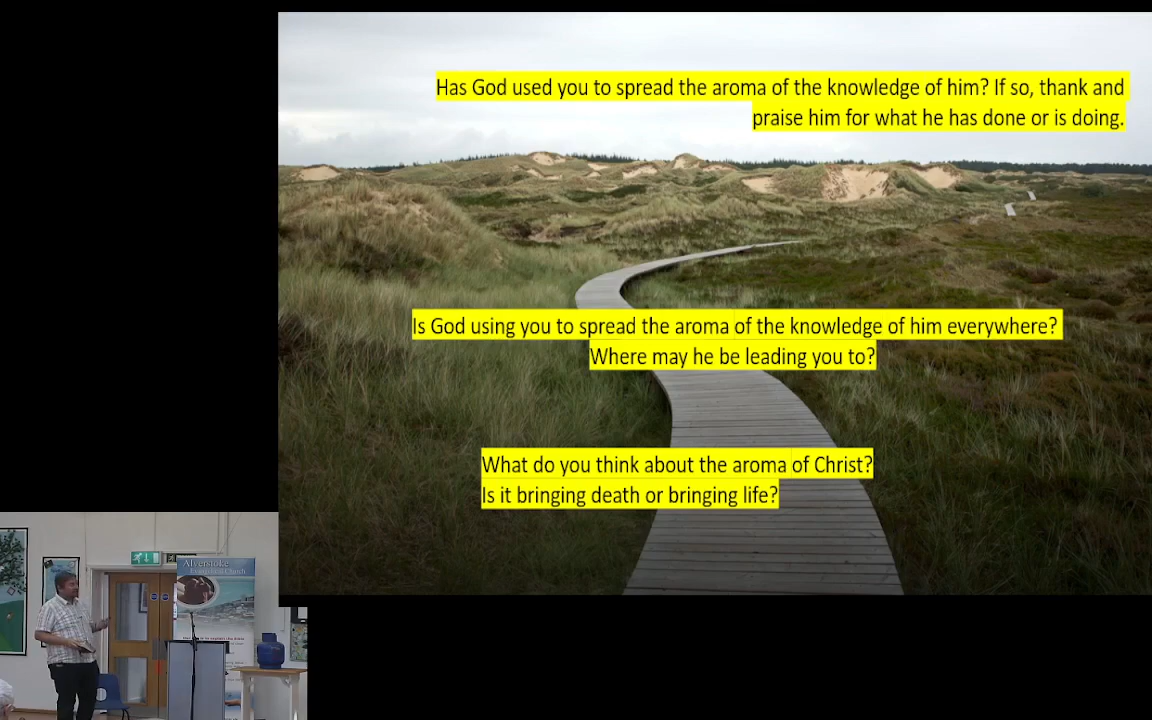 Has God used you to spread the aroma of the knowledge of him? If so, thank and
praise him for what he has done or is doing.
Is God using you to spread the aroma of the knowledge of him everywhere?
Where may he be leading you to?
What do you think about the aroma of Christ?
Is it bringing death or bringing life?
Alverstoke
Evangelical Church